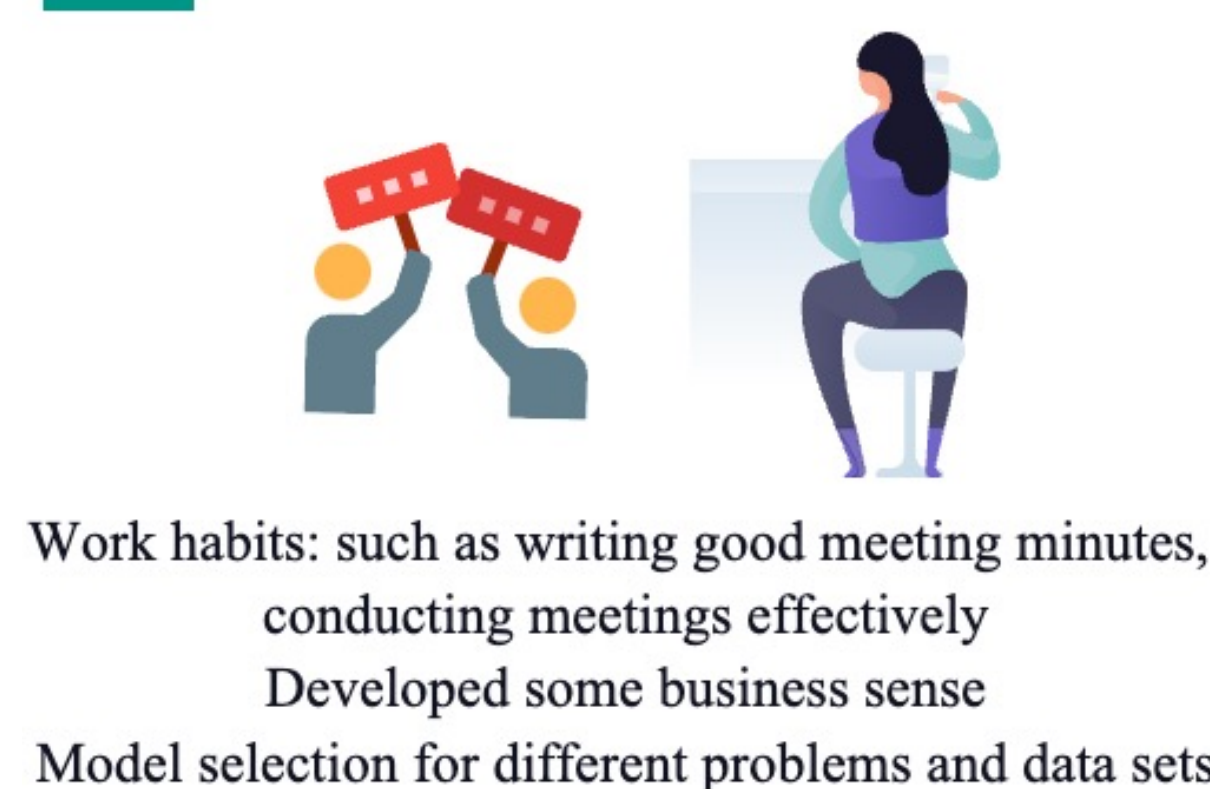 Work habits: such as writing good meeting minutes,
conducting meetings effectively
Developed some business sense
Model selection for different problems and data sets